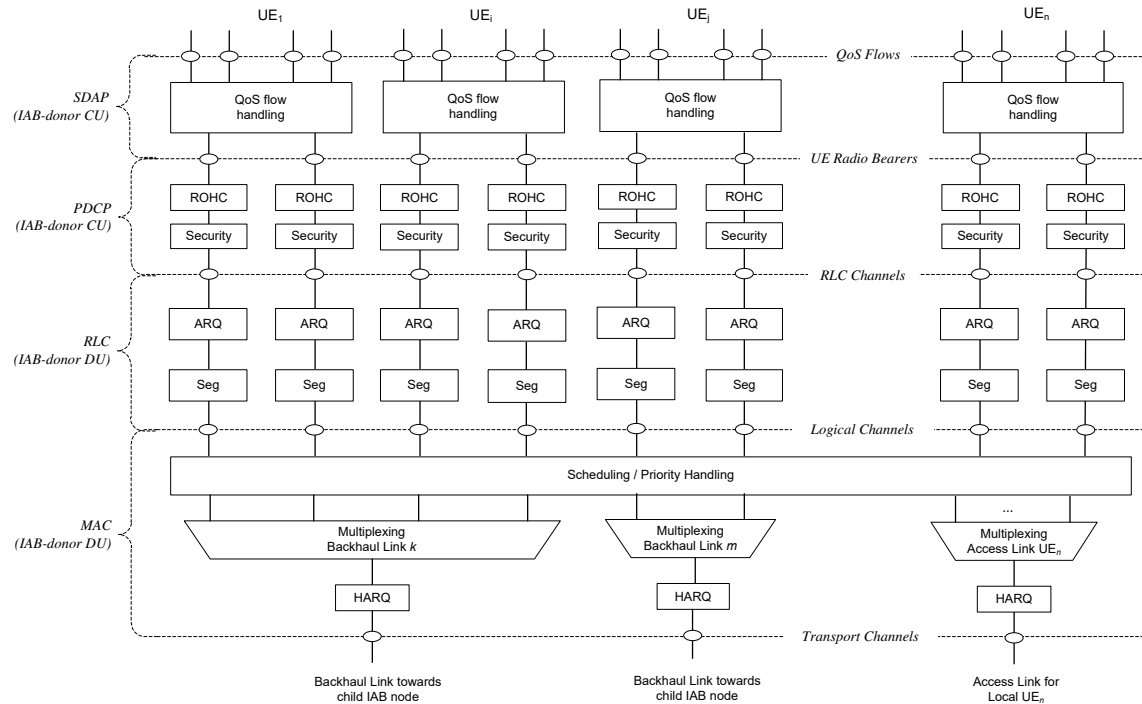 UE1
UEi
UEj
UEn
QoS Flows
SDAP
(IAB-donor CU)
QoS flow
handling
QoS flow
handling
QoS flow
handling
QoS flow
handling
UE Radio Bearers
PDCP
(IAB-donor CU)
ROHC
ROHC
ROHC
ROHC
ROHC
ROHC
ROHC
ROHC
Security
Security
Security
Security
Security
Security
Security
Security
RLC Channels
RLC
(IAB-donor DU)
ARQ
ARQ
ARQ
ARQ
ARQ
ARQ
ARQ
ARQ
Seg
Seg
Seg
Seg
Seg
Seg
Seg
Seg
Logical Channels
Scheduling / Priority Handling
MAC
(IAB-donor DU)
...
Multiplexing
Backhaul Link k
Multiplexing
Backhaul Link m
Multiplexing
Access Link UEn
HARQ
HARQ
HARQ
Transport Channels
Backhaul Link towards
child IAB node
Backhaul Link towards
child IAB node
Access Link for
Local UEn